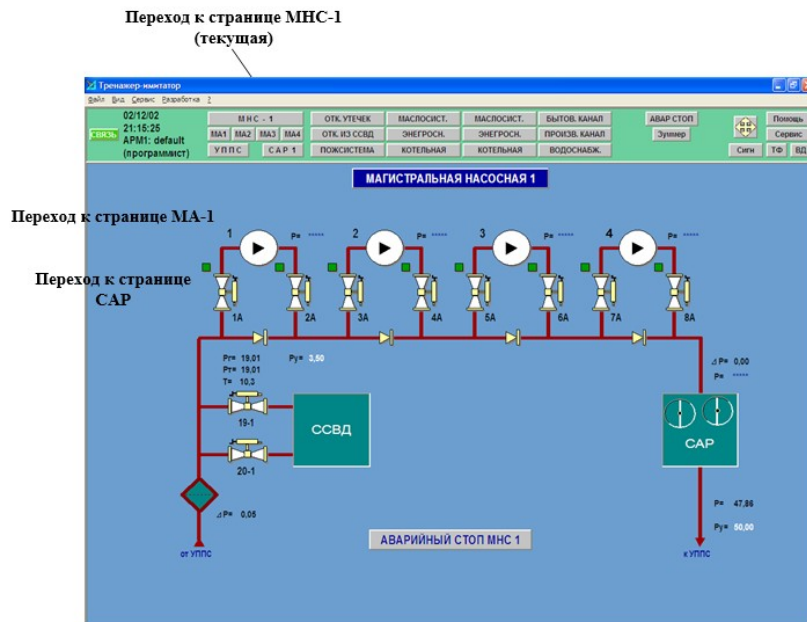 Переход к странице МНС-1
(текущая)
Тренажер-имитатор
Файл Вид Сервис Разработка ?
02/12/02
21:15:25
АРМ1: default
(программист)
СВЯЗЬ
М Н С - 1
МА1 МА2 МА3 МА4
У П П С С А Р 1
ОТК. УТЕЧЕК МАСЛОСИСТ. МАСЛОСИСТ. БЫТОВ. КАНАЛ
ОТК. ИЗ ССВД ЭНЕРГОСН. ЭНЕРГОСН. ПРОИЗВ. КАНАЛ
ПОЖСИСТЕМА КОТЕЛЬНАЯ КОТЕЛЬНАЯ ВОДОСНАБЖ.
АВАР СТОП
Зуммер
Помощь
Сервис
Сигн ТФ ВД
МАГИСТРАЛЬНАЯ НАСОСНАЯ 1
Переход к странице МА-1
1 P= ***** 2 P= ***** 3 P= ***** 4 P= *****
Переход к странице
САР
1А 2А 3А 4А 5А 6А 7А 8А
Рг= 19,01 Ру= 3,50
Рт= 19,01
Т= 10,3
⊿ P= 0,00
P= *****
19-1
ССВД
САР
20-1
⊿ P= 0,05
P= 47,86
Ру= 50,00
АВАРИЙНЫЙ СТОП МНС 1
от УППС
к УППС